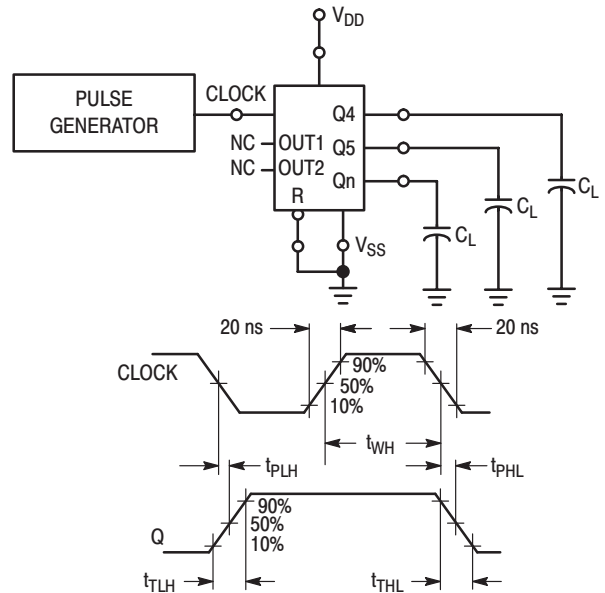 VDD
PULSE
GENERATOR
CLOCK
Q4
NC
OUT1
Q5
NC
OUT2
Qn
R
CL
CL
CL
VSS
20 ns
20 ns
CLOCK
90%
50%
10%
tWH
tPLH
tPHL
90%
50%
10%
Q
tTLH
tTHL